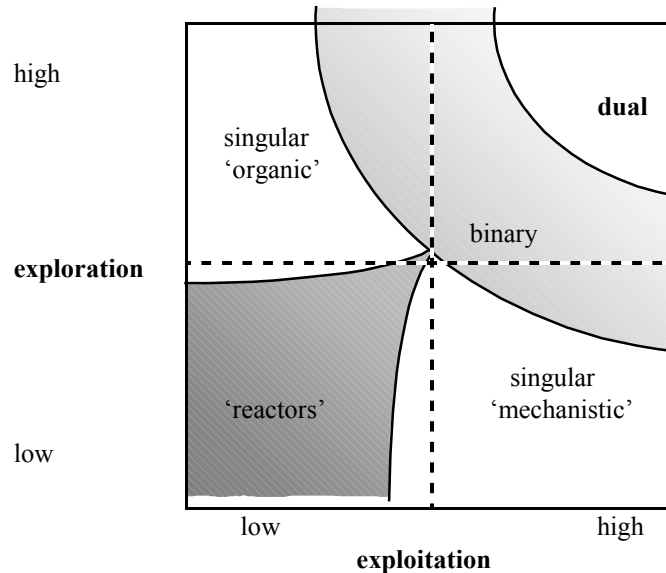 high
dual
singular
‘organic’
binary
exploration
singular
‘mechanistic’
‘reactors’
low
low
high
exploitation